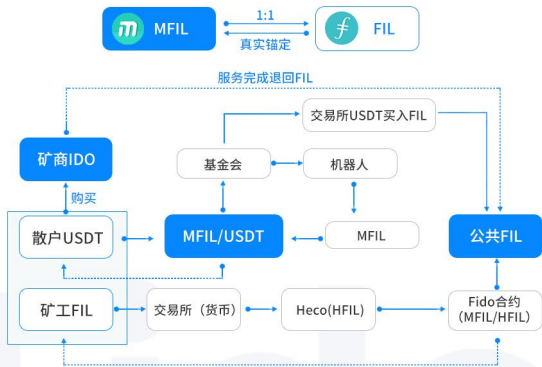 MFIL
1:1
真实锚定
FIL
服务完成退回FIL
交易所USDT买入FIL
矿商IDO
基金会
机器人
购买
散户USDT
MFIL/USDT
MFIL
公共FIL
矿工FIL
交易所（货币）
Heco(HFIL)
Fido合约
（MFIL/HFIL）